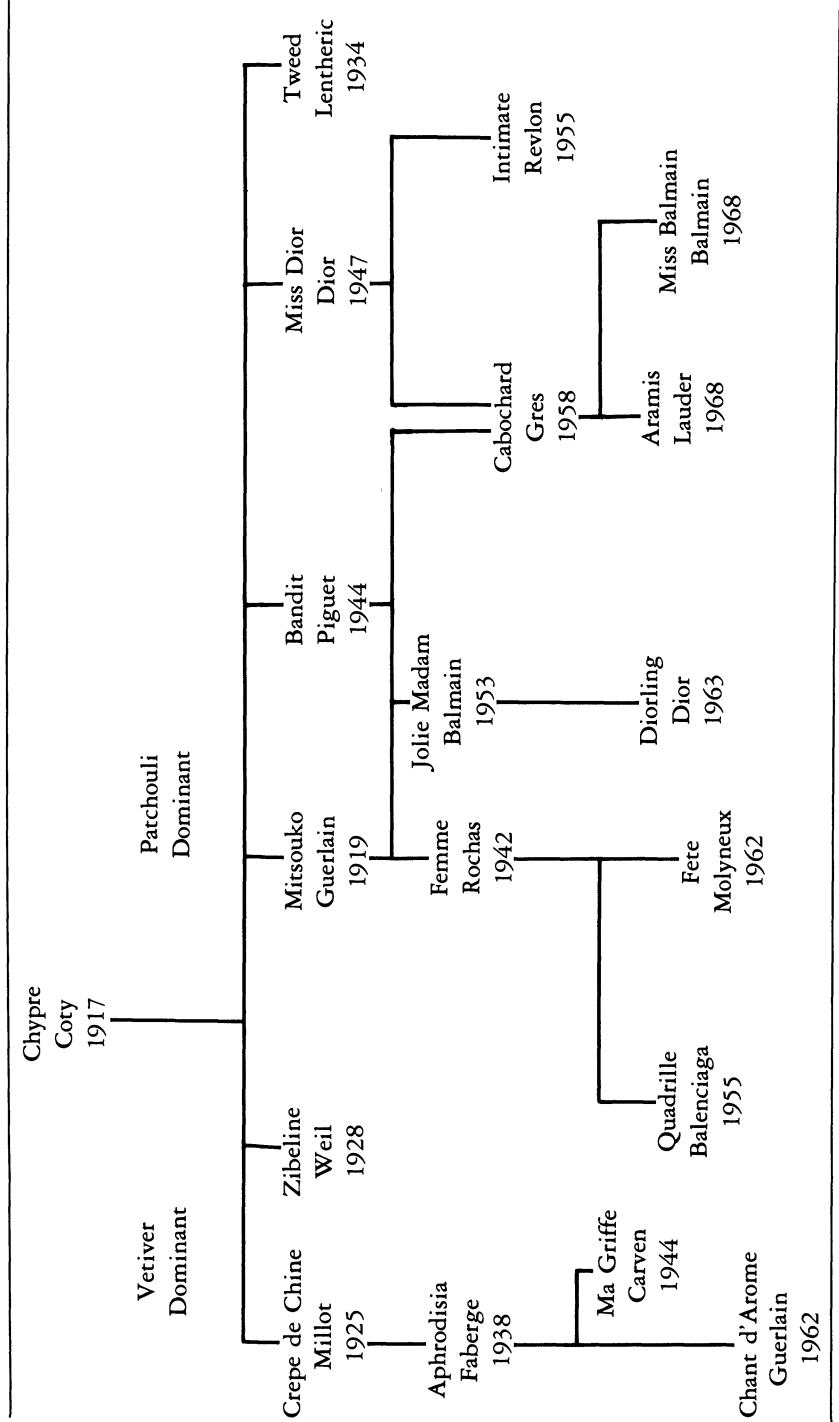 Chypre
Coty
1917
Vetiver
Dominant
Patchouli
Dominant
Crepe de Chine
Millot
1925
Zibeline
Weil
1928
Mitsouko
Guerlain
1919
Bandit
Piguet
1944
Miss Dior
Dior
1947
Tweed
Lentheric
1934
Aphrodisia
Faberge
1938
Femme
Rochas
1942
Jolie Madam
Balmain
1953
Cabochard
Gres
1958
Intimate
Revlon
1955
Ma Griffe
Carven
1944
Quadrille
Balenciaga
1955
Fete
Molyneux
1962
Diorling
Dior
1963
Aramis
Lauder
1968
Miss Balmain
Balmain
1968
Chant d'Arome
Guerlain
1962